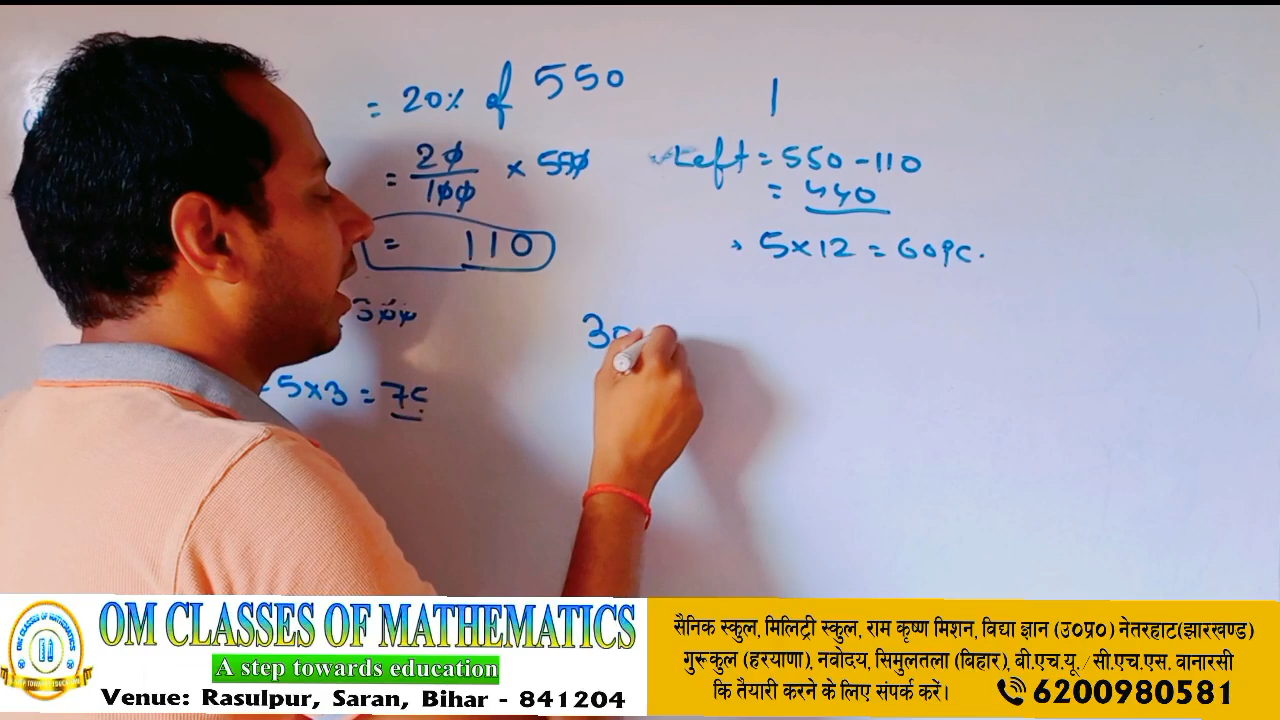 = 20% of 550
= 20/100 × 550
= 110
300
5×3 = 75
1
Left = 550 - 110
= 440
, 5×12 = 60pc.
30
OM CLASSES OF MATHEMATICS
A step towards education
Venue: Rasulpur, Saran, Bihar - 841204
सैनिक स्कुल, मिलिट्री स्कुल, राम कृष्ण मिशन, विद्या ज्ञान (उ०प्र०) नेतरहाट(झारखण्ड)
गुरूकुल (हरयाणा), नवोदय, सिमुलतला (बिहार), बी.एच.यू. / सी.एच.एस. वानारसी
कि तैयारी करने के लिए संपर्क करें।
6200980581